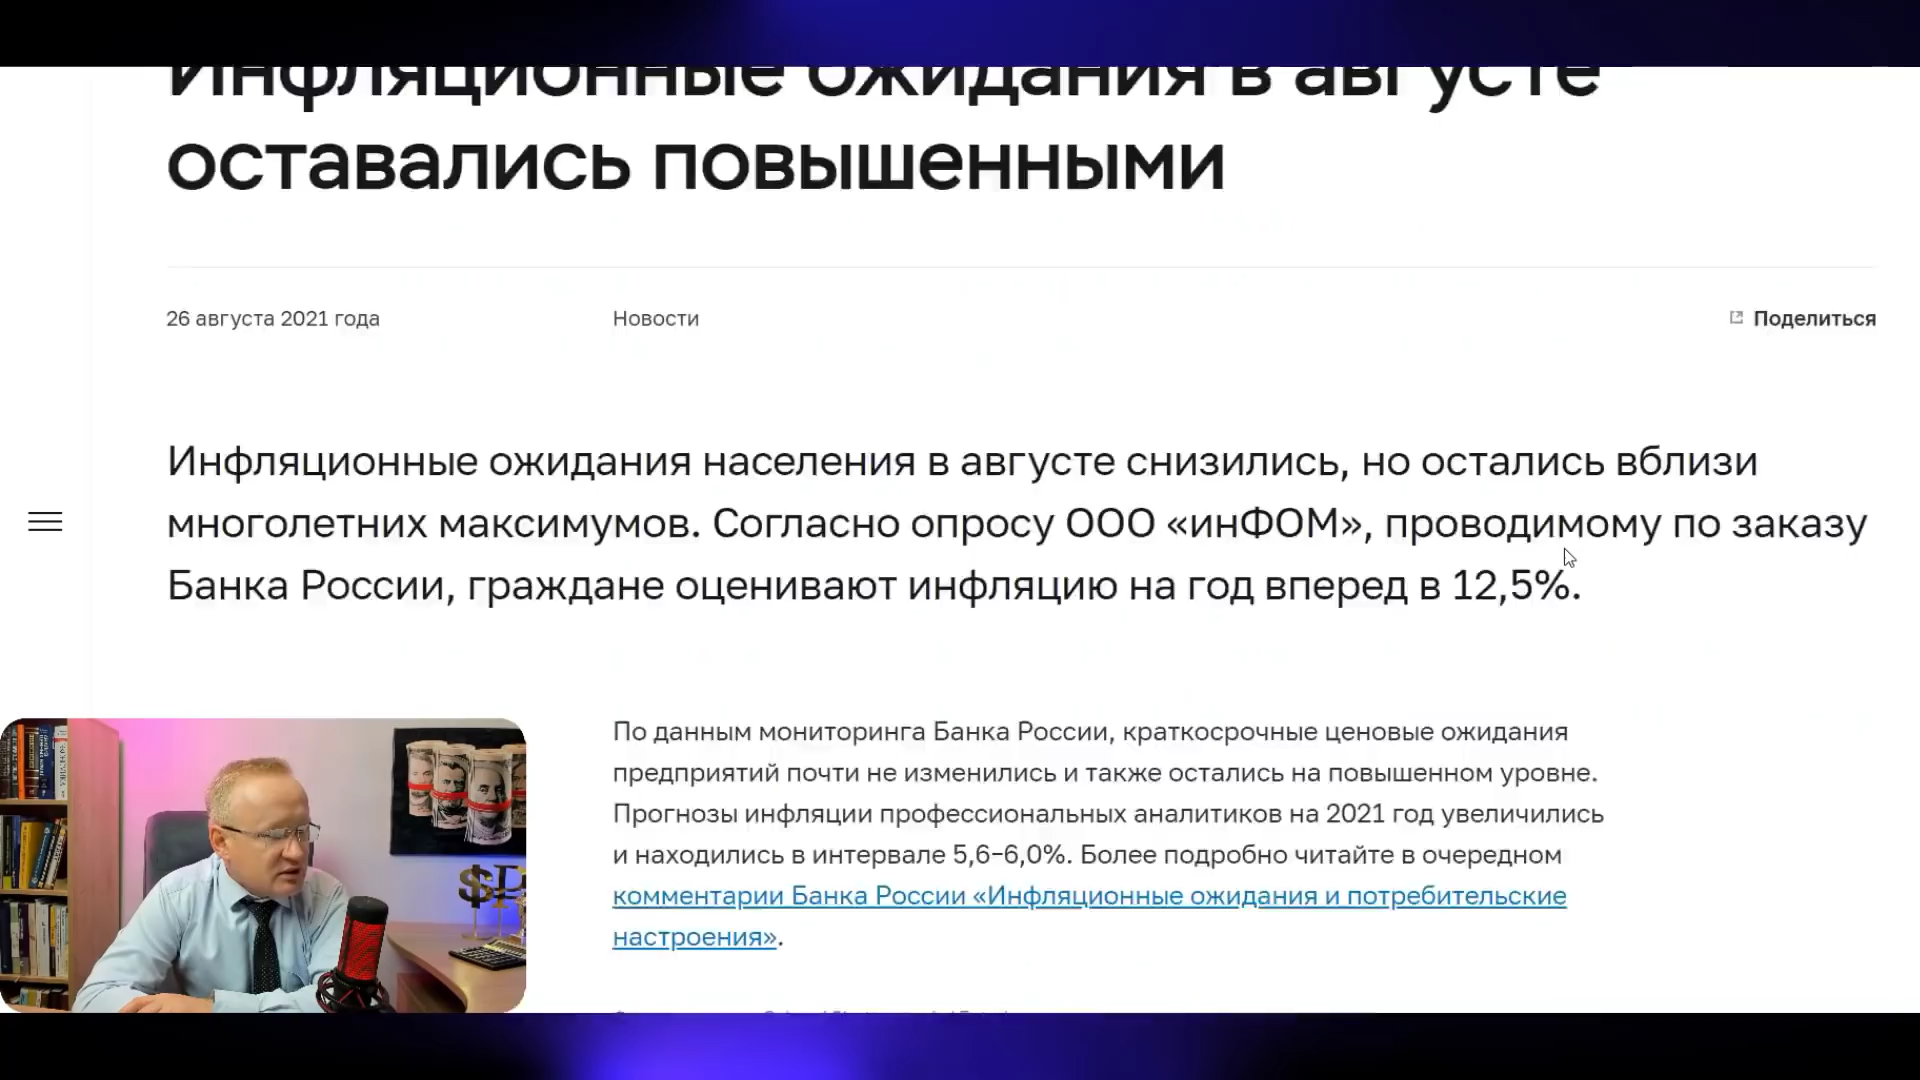 Инфляционные ожидания в августе
оставались повышенными
26 августа 2021 года
Новости
Поделиться
Инфляционные ожидания населения в августе снизились, но остались вблизи
многолетних максимумов. Согласно опросу ООО «инФОМ», проводимому по заказу
Банка России, граждане оценивают инфляцию на год вперед в 12,5%.
По данным мониторинга Банка России, краткосрочные ценовые ожидания
предприятий почти не изменились и также остались на повышенном уровне.
Прогнозы инфляции профессиональных аналитиков на 2021 год увеличились
и находились в интервале 5,6–6,0%. Более подробно читайте в очередном
комментарии Банка России «Инфляционные ожидания и потребительские
настроения».